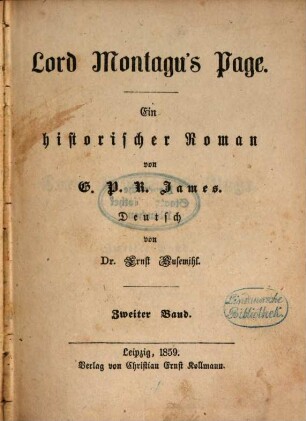 Lord Montagu's Page.
Ein
historischer Roman
von
G. P. R. James.
Deutsch
von
Dr. Ernst Susemihl.
Zweiter Band.
Bibliothek.
Leipzig, 1859.
Verlag von Christian Ernst Kollmann.